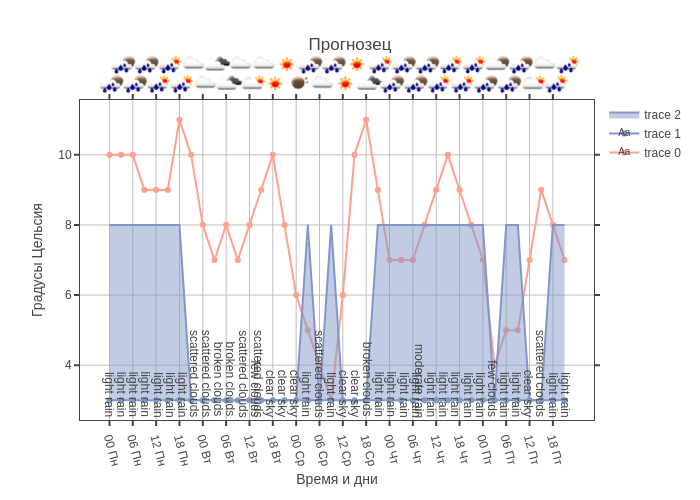 Прогнозец
trace 2
Aa trace 1
Aa trace 0
Градусы Цельсия
10
8
6
4
light rain
light rain
light rain
light rain
light rain
light rain
light rain
scattered clouds
scattered clouds
broken clouds
broken clouds
scattered clouds
few clouds
clear sky
clear sky
clear sky
light rain
scattered clouds
light rain
clear sky
clear sky
broken clouds
light rain
light rain
light rain
moderate rain
light rain
light rain
light rain
light rain
light rain
few clouds
light rain
light rain
clear sky
scattered clouds
light rain
light rain
00 Пн
06 Пн
12 Пн
18 Пн
00 Вт
06 Вт
12 Вт
18 Вт
00 Ср
06 Ср
12 Ср
18 Ср
00 Чт
06 Чт
12 Чт
18 Чт
00 Пт
06 Пт
12 Пт
18 Пт
Время и дни